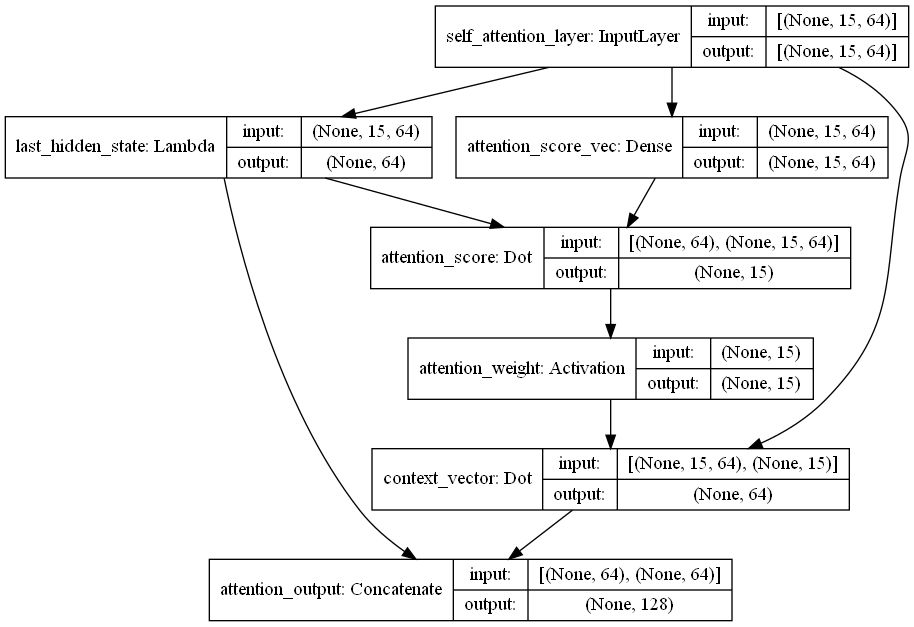 self_attention_layer: InputLayer
input:
[(None, 15, 64)]
output:
[(None, 15, 64)]
last_hidden_state: Lambda
input:
(None, 15, 64)
output:
(None, 64)
attention_score_vec: Dense
input:
(None, 15, 64)
output:
(None, 15, 64)
attention_score: Dot
input:
[(None, 64), (None, 15, 64)]
output:
(None, 15)
attention_weight: Activation
input:
(None, 15)
output:
(None, 15)
context_vector: Dot
input:
[(None, 15, 64), (None, 15)]
output:
(None, 64)
attention_output: Concatenate
input:
[(None, 64), (None, 64)]
output:
(None, 128)